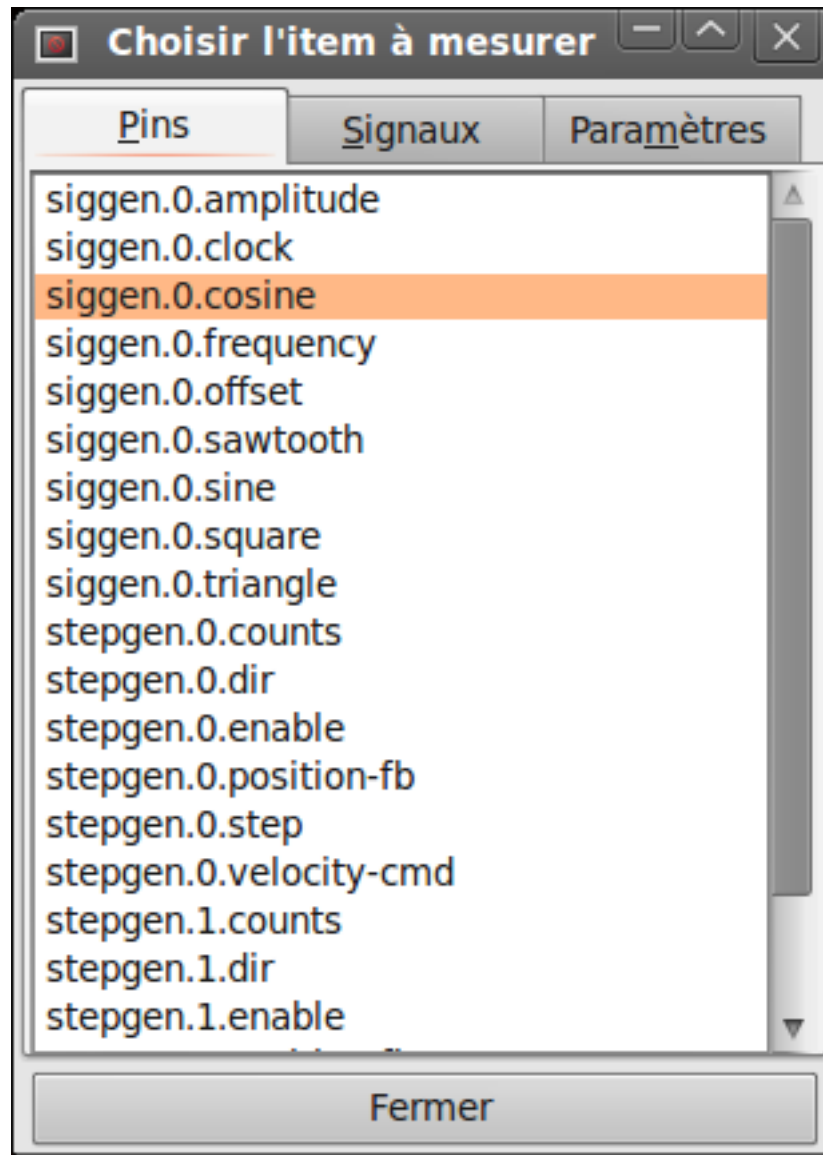 Choisir l'item à mesurer
Pins Signaux Paramètres
siggen.0.amplitude
siggen.0.clock
siggen.0.cosine
siggen.0.frequency
siggen.0.offset
siggen.0.sawtooth
siggen.0.sine
siggen.0.square
siggen.0.triangle
stepgen.0.counts
stepgen.0.dir
stepgen.0.enable
stepgen.0.position-fb
stepgen.0.step
stepgen.0.velocity-cmd
stepgen.1.counts
stepgen.1.dir
stepgen.1.enable
Fermer